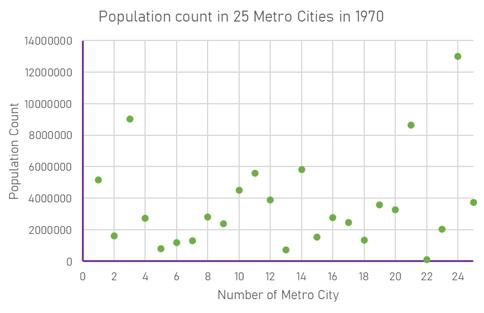 Population count in 25 Metro Cities in 1970
14000000
12000000
10000000
8000000
6000000
4000000
2000000
0
Population Count
0 2 4 6 8 10 12 14 16 18 20 22 24
Number of Metro City